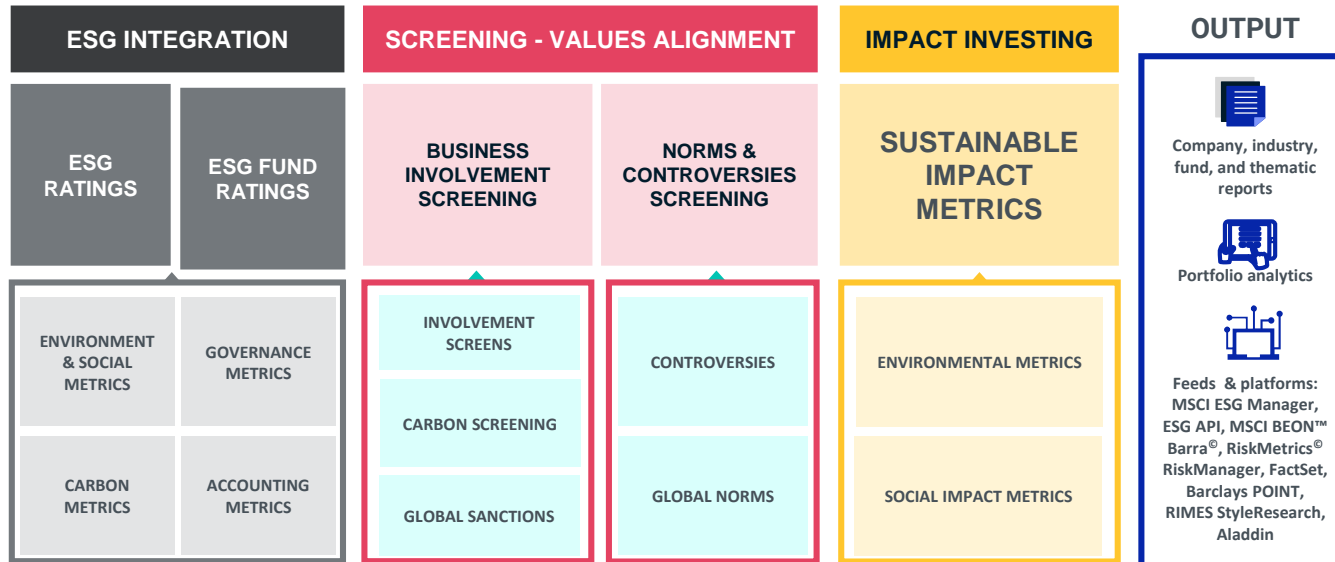 ESG INTEGRATION
ESG
RATINGS
ESG FUND
RATINGS
ENVIRONMENT
& SOCIAL
METRICS
GOVERNANCE
METRICS
CARBON
METRICS
ACCOUNTING
METRICS
SCREENING - VALUES ALIGNMENT
BUSINESS
INVOLVEMENT
SCREENING
NORMS &
CONTROVERSIES
SCREENING
INVOLVEMENT
SCREENS
CARBON SCREENING
GLOBAL SANCTIONS
CONTROVERSIES
GLOBAL NORMS
IMPACT INVESTING
SUSTAINABLE
IMPACT
METRICS
ENVIRONMENTAL METRICS
SOCIAL IMPACT METRICS
OUTPUT
Company, industry,
fund, and thematic
reports
Portfolio analytics
Feeds & platforms:
MSCI ESG Manager,
ESG API, MSCI BEON™
Barra©, RiskMetrics©
RiskManager, FactSet,
Barclays POINT,
RIMES StyleResearch,
Aladdin